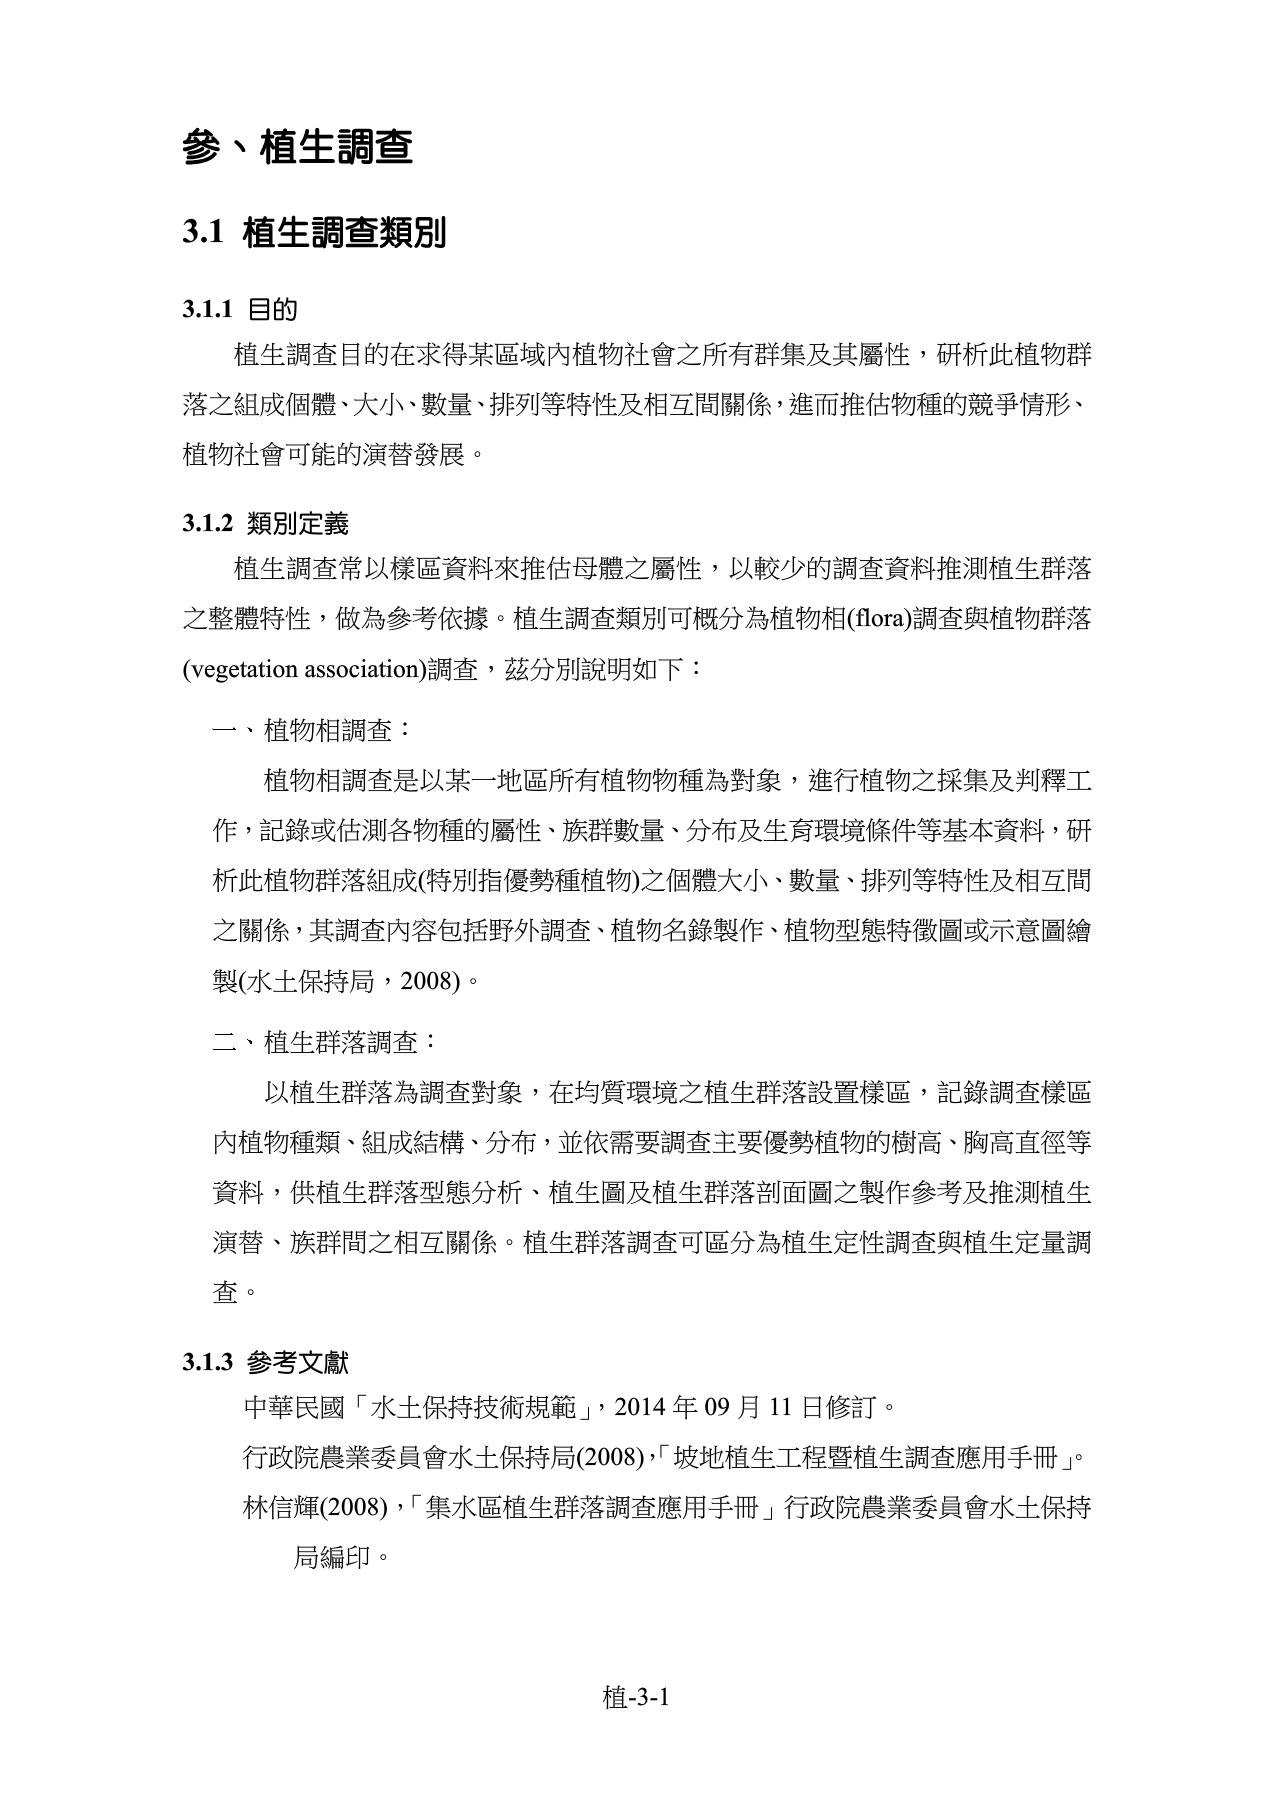 參、植生調查
3.1 植生調查類別
3.1.1 目的
植生調查目的在求得某區域內植物社會之所有群集及其屬性，研析此植物群
落之組成個體、大小、數量、排列等特性及相互間關係，進而推估物種的競爭情形、
植物社會可能的演替發展。
3.1.2 類別定義
植生調查常以樣區資料來推估母體之屬性，以較少的調查資料推測植生群落
之整體特性，做為參考依據。植生調查類別可概分為植物相(flora)調查與植物群落
(vegetation association)調查，茲分別說明如下：
一、植物相調查：
植物相調查是以某一地區所有植物物種為對象，進行植物之採集及判釋工
作，記錄或估測各物種的屬性、族群數量、分布及生育環境條件等基本資料，研
析此植物群落組成(特別指優勢種植物)之個體大小、數量、排列等特性及相互間
之關係，其調查內容包括野外調查、植物名錄製作、植物型態特徵圖或示意圖繪
製(水土保持局，2008)。
二、植生群落調查：
以植生群落為調查對象，在均質環境之植生群落設置樣區，記錄調查樣區
內植物種類、組成結構、分布，並依需要調查主要優勢植物的樹高、胸高直徑等
資料，供植生群落型態分析、植生圖及植生群落剖面圖之製作參考及推測植生
演替、族群間之相互關係。植生群落調查可區分為植生定性調查與植生定量調
查。
3.1.3 參考文獻
中華民國「水土保持技術規範」，2014 年 09 月 11 日修訂。
行政院農業委員會水土保持局(2008)，「坡地植生工程暨植生調查應用手冊」。
林信輝(2008)，「集水區植生群落調查應用手冊」行政院農業委員會水土保持
局編印。
植-3-1